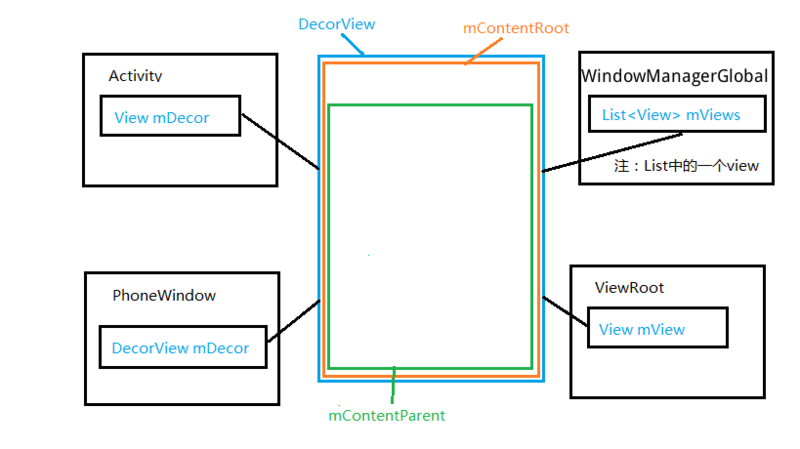 DecorView
mContentRoot
Activity
View mDecor
WindowManagerGlobal
List<View> mViews
注：List中的一个view
PhoneWindow
DecorView mDecor
ViewRoot
View mView
mContentParent